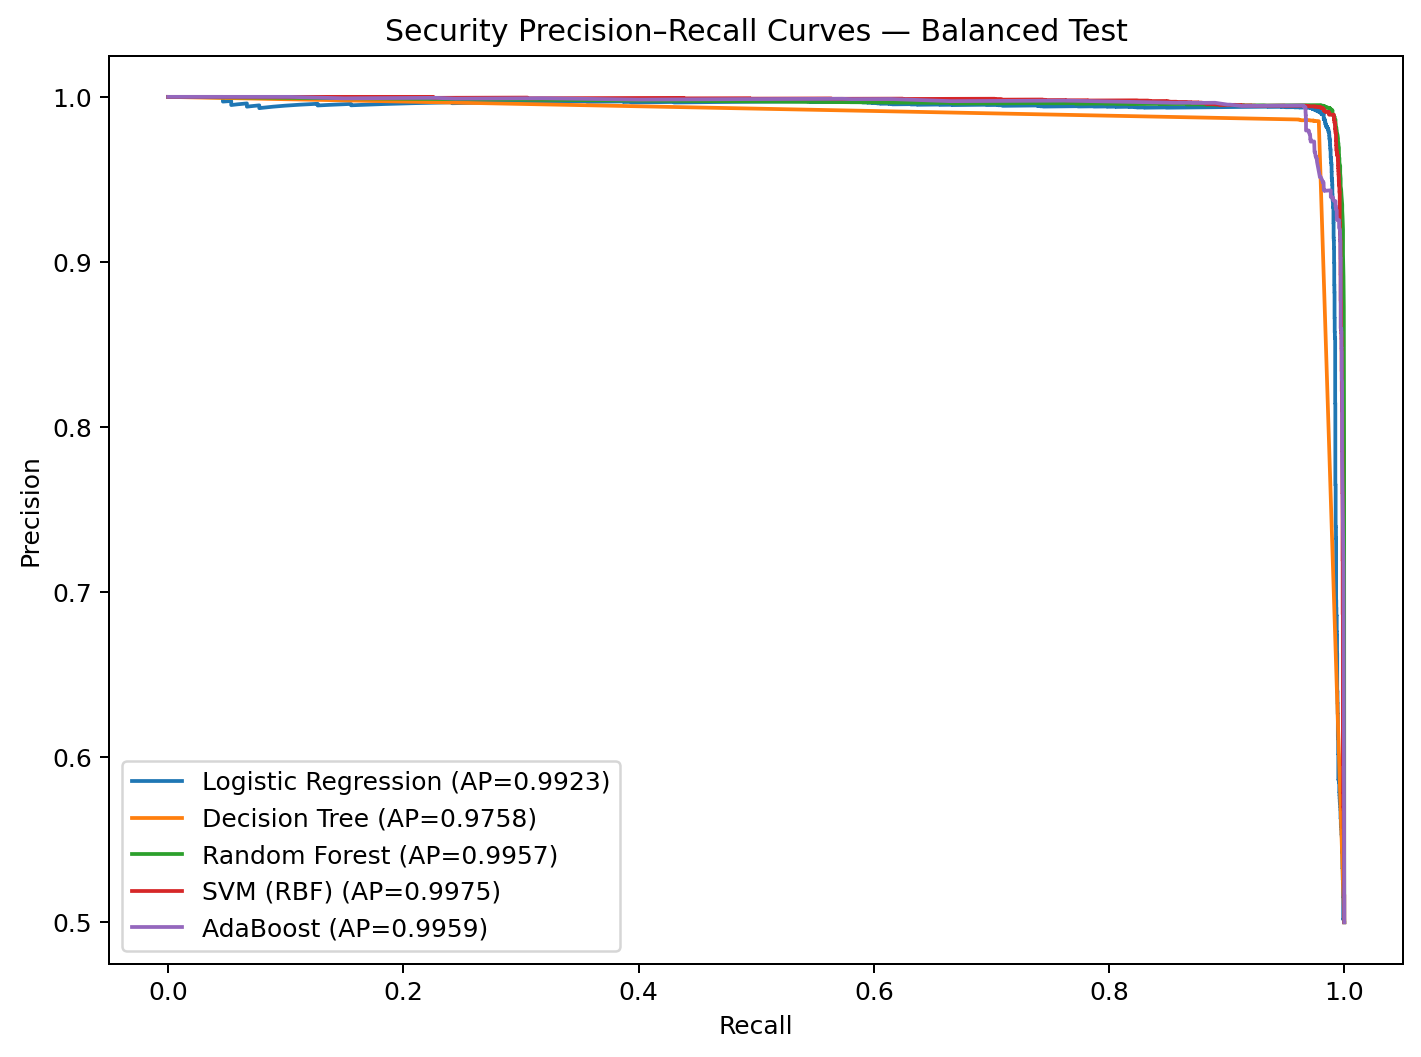 Security Precision–Recall Curves — Balanced Test
1.0
0.9
0.8
0.7
0.6
0.5
Precision
Logistic Regression (AP=0.9923)
Decision Tree (AP=0.9758)
Random Forest (AP=0.9957)
SVM (RBF) (AP=0.9975)
AdaBoost (AP=0.9959)
0.0 0.2 0.4 0.6 0.8 1.0
Recall